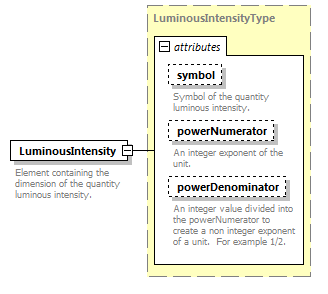 LuminousIntensityType
attributes
symbol
Symbol of the quantity
luminous intensity.
powerNumerator
An integer exponent of the
unit.
powerDenominator
An integer value divided into
the powerNumerator to
create a non integer exponent
of a unit.  For example 1/2.
LuminousIntensity
Element containing the
dimension of the quantity
luminous intensity.